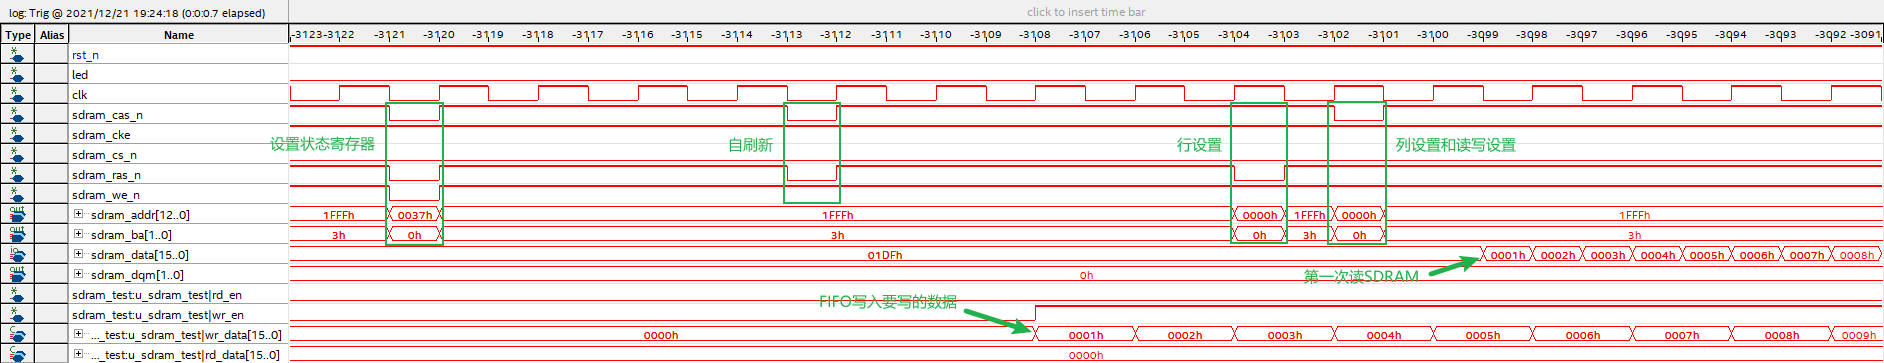 log: Trig @ 2021/12/21 19:24:18 (0:0:0.7 elapsed) click to insert time bar
Type Alias Name -3123 -3122 -3121 -3120 -3119 -3118 -3117 -3116 -3115 -3114 -3113 -3112 -3111 -3110 -3109 -3108 -3107 -3106 -3105 -3104 -3103 -3102 -3101 -3100 -3099 -3098 -3097 -3096 -3095 -3094 -3093 -3092 -3091
rst_n
led
clk
sdram_cas_n
sdram_cke
设置状态寄存器 自刷新 行设置 列设置和读写设置
sdram_cs_n
sdram_ras_n
sdram_we_n
out sdram_addr[12..0] 1FFFh 0037h 1FFFh 0000h 1FFFh 0000h 1FFFh
out sdram_ba[1..0] 3h 0h 3h 0h 3h 0h 3h
io sdram_data[15..0] 01DFh 0001h 0002h 0003h 0004h 0005h 0006h 0007h 0008h
out sdram_dqm[1..0] 0h
第一次读SDRAM
sdram_test:u_sdram_test|rd_en
FIFO写入要写的数据
sdram_test:u_sdram_test|wr_en
C ..._test:u_sdram_test|wr_data[15..0] 0000h 0001h 0002h 0003h 0004h 0005h 0006h 0007h 0008h 0009h
C ..._test:u_sdram_test|rd_data[15..0] 0000h